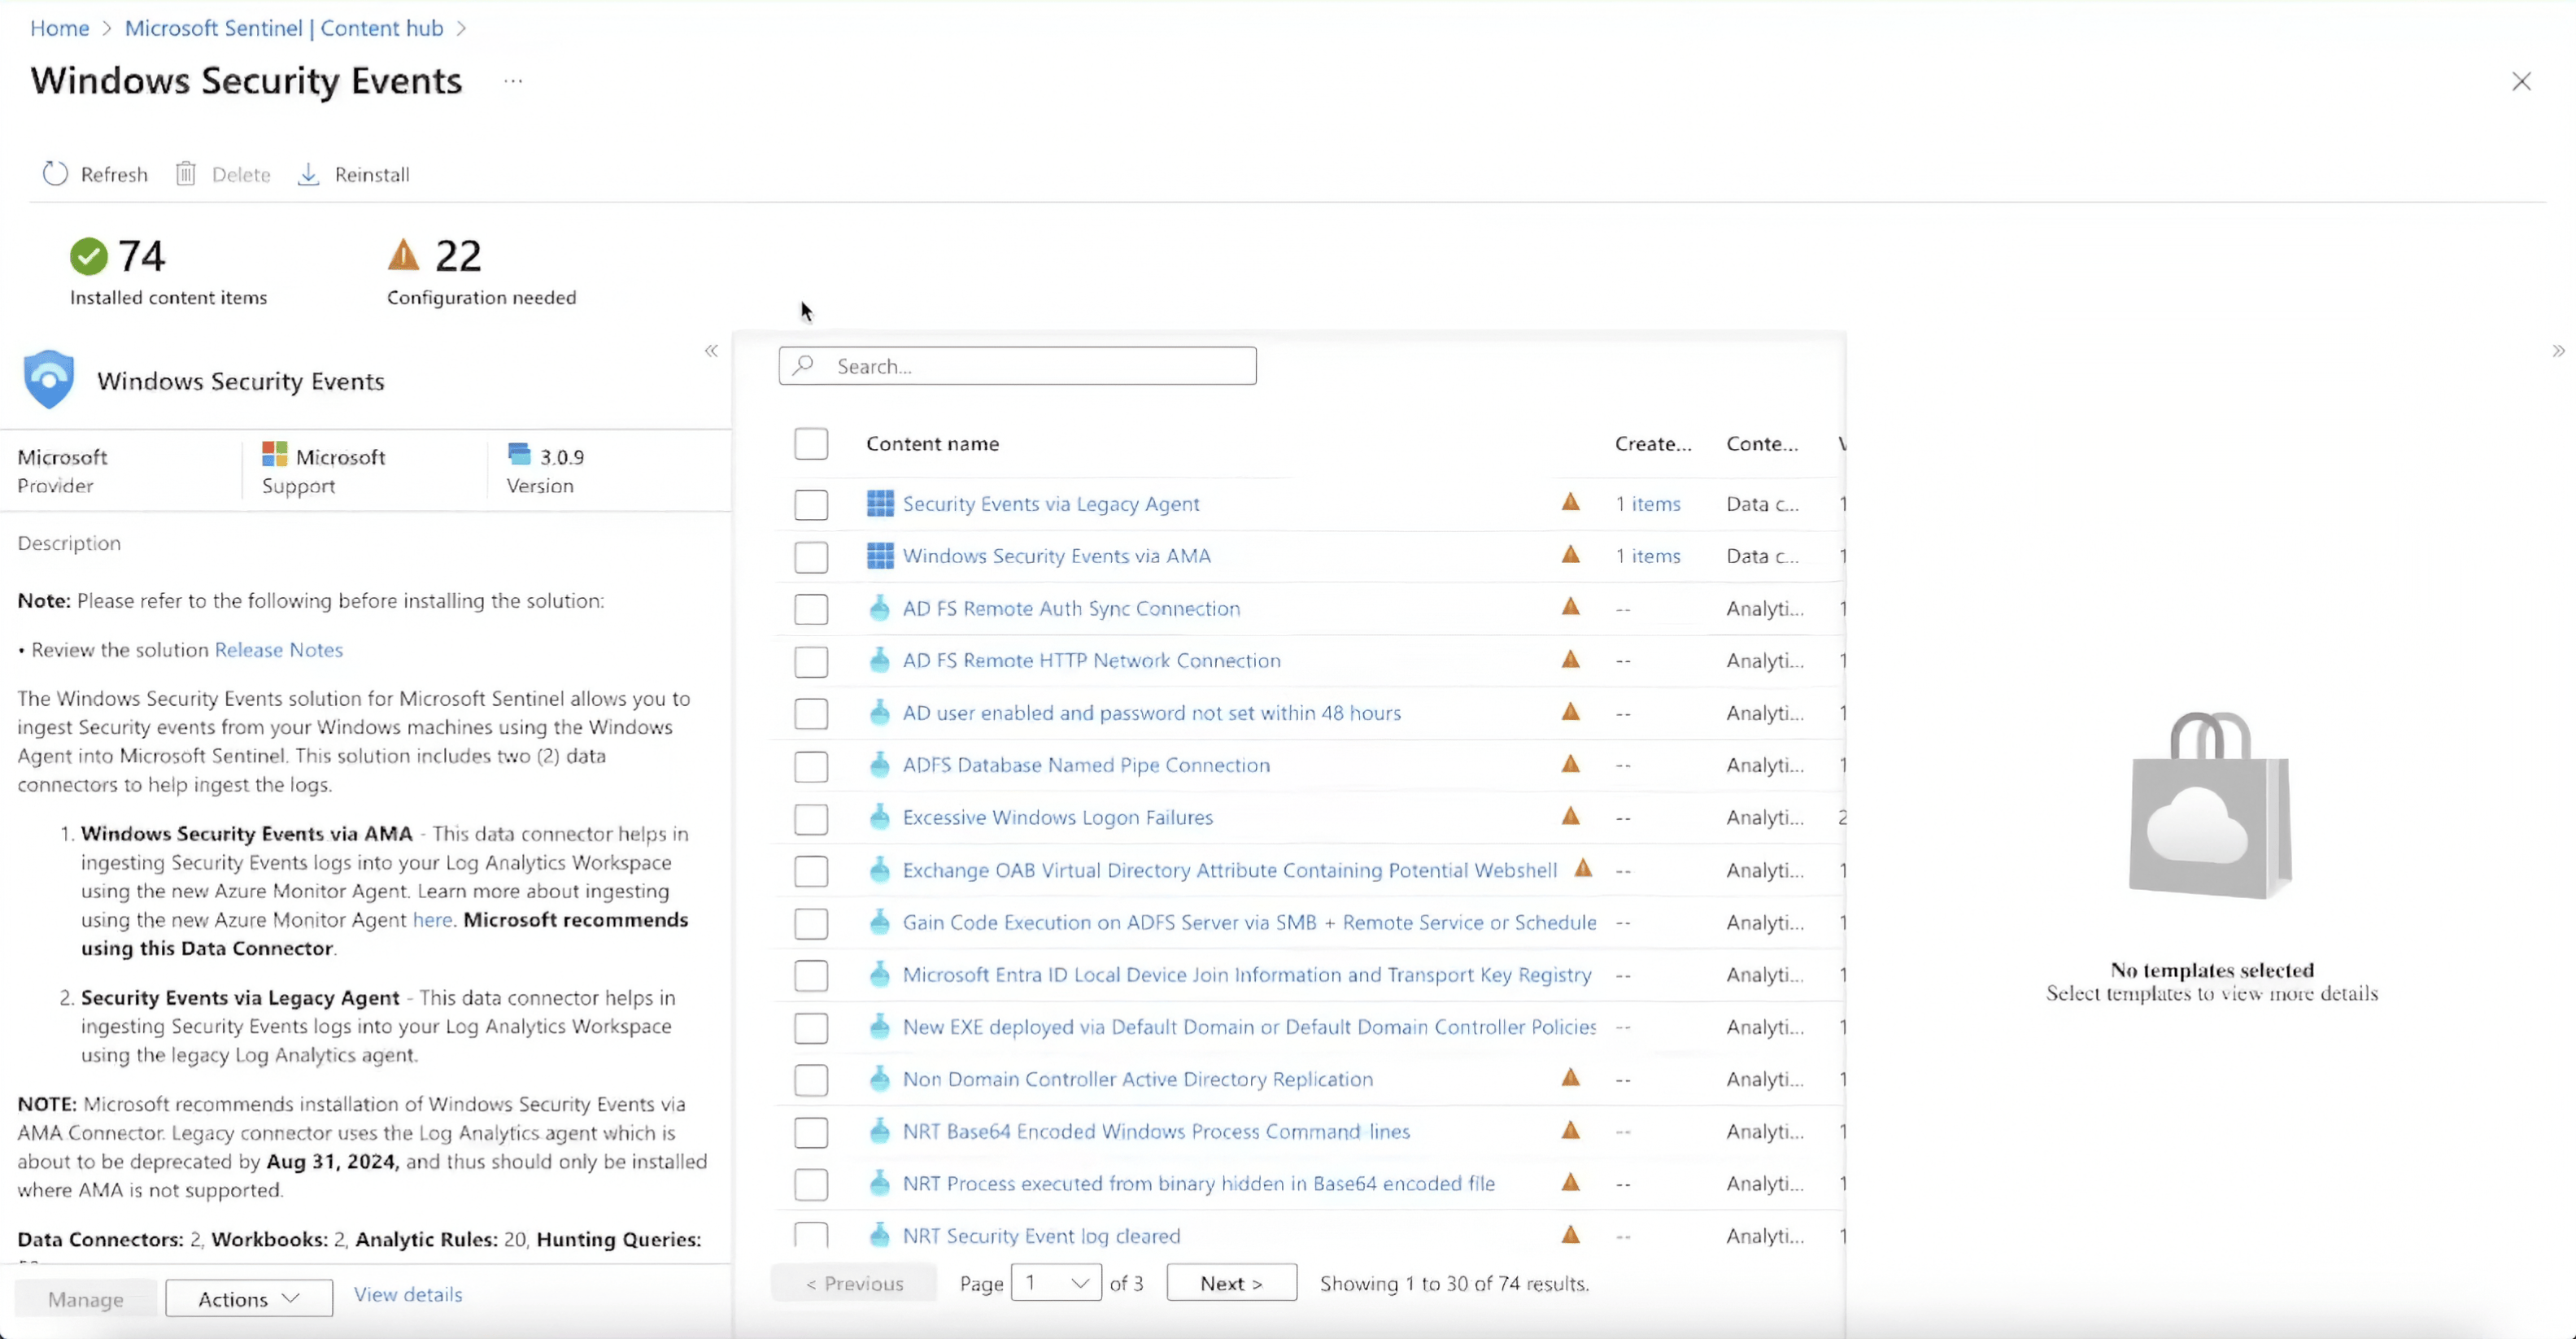 Home > Microsoft Sentinel | Content hub >
Windows Security Events ...
Refresh Delete Reinstall
74
Installed content items
22
Configuration needed
Windows Security Events
Microsoft
Provider
Microsoft
Support
3.0.9
Version
Description
Note: Please refer to the following before installing the solution:
• Review the solution Release Notes
The Windows Security Events solution for Microsoft Sentinel allows you to
ingest Security events from your Windows machines using the Windows
Agent into Microsoft Sentinel. This solution includes two (2) data
connectors to help ingest the logs.
1. Windows Security Events via AMA - This data connector helps in
ingesting Security Events logs into your Log Analytics Workspace
using the new Azure Monitor Agent. Learn more about ingesting
using the new Azure Monitor Agent here. Microsoft recommends
using this Data Connector.
2. Security Events via Legacy Agent - This data connector helps in
ingesting Security Events logs into your Log Analytics Workspace
using the legacy Log Analytics agent.
NOTE: Microsoft recommends installation of Windows Security Events via
AMA Connector. Legacy connector uses the Log Analytics agent which is
about to be deprecated by Aug 31, 2024, and thus should only be installed
where AMA is not supported.
Data Connectors: 2, Workbooks: 2, Analytic Rules: 20, Hunting Queries:
Manage Actions View details
Search...
Content name Create... Conte...
Security Events via Legacy Agent 1 items Data c... 1
Windows Security Events via AMA 1 items Data c... 1
AD FS Remote Auth Sync Connection -- Analyti... 1
AD FS Remote HTTP Network Connection -- Analyti... 1
AD user enabled and password not set within 48 hours -- Analyti... 1
ADFS Database Named Pipe Connection -- Analyti... 1
Excessive Windows Logon Failures -- Analyti... 2
Exchange OAB Virtual Directory Attribute Containing Potential Webshell -- Analyti... 1
Gain Code Execution on ADFS Server via SMB + Remote Service or Schedule -- Analyti... 1
Microsoft Entra ID Local Device Join Information and Transport Key Registry -- Analyti... 1
New EXE deployed via Default Domain or Default Domain Controller Policies -- Analyti... 1
Non Domain Controller Active Directory Replication -- Analyti... 1
NRT Base64 Encoded Windows Process Command-lines -- Analyti... 1
NRT Process executed from binary hidden in Base64 encoded file -- Analyti... 1
NRT Security Event log cleared -- Analyti... 1
< Previous Page 1 of 3 Next > Showing 1 to 30 of 74 results.
No templates selected
Select templates to view more details